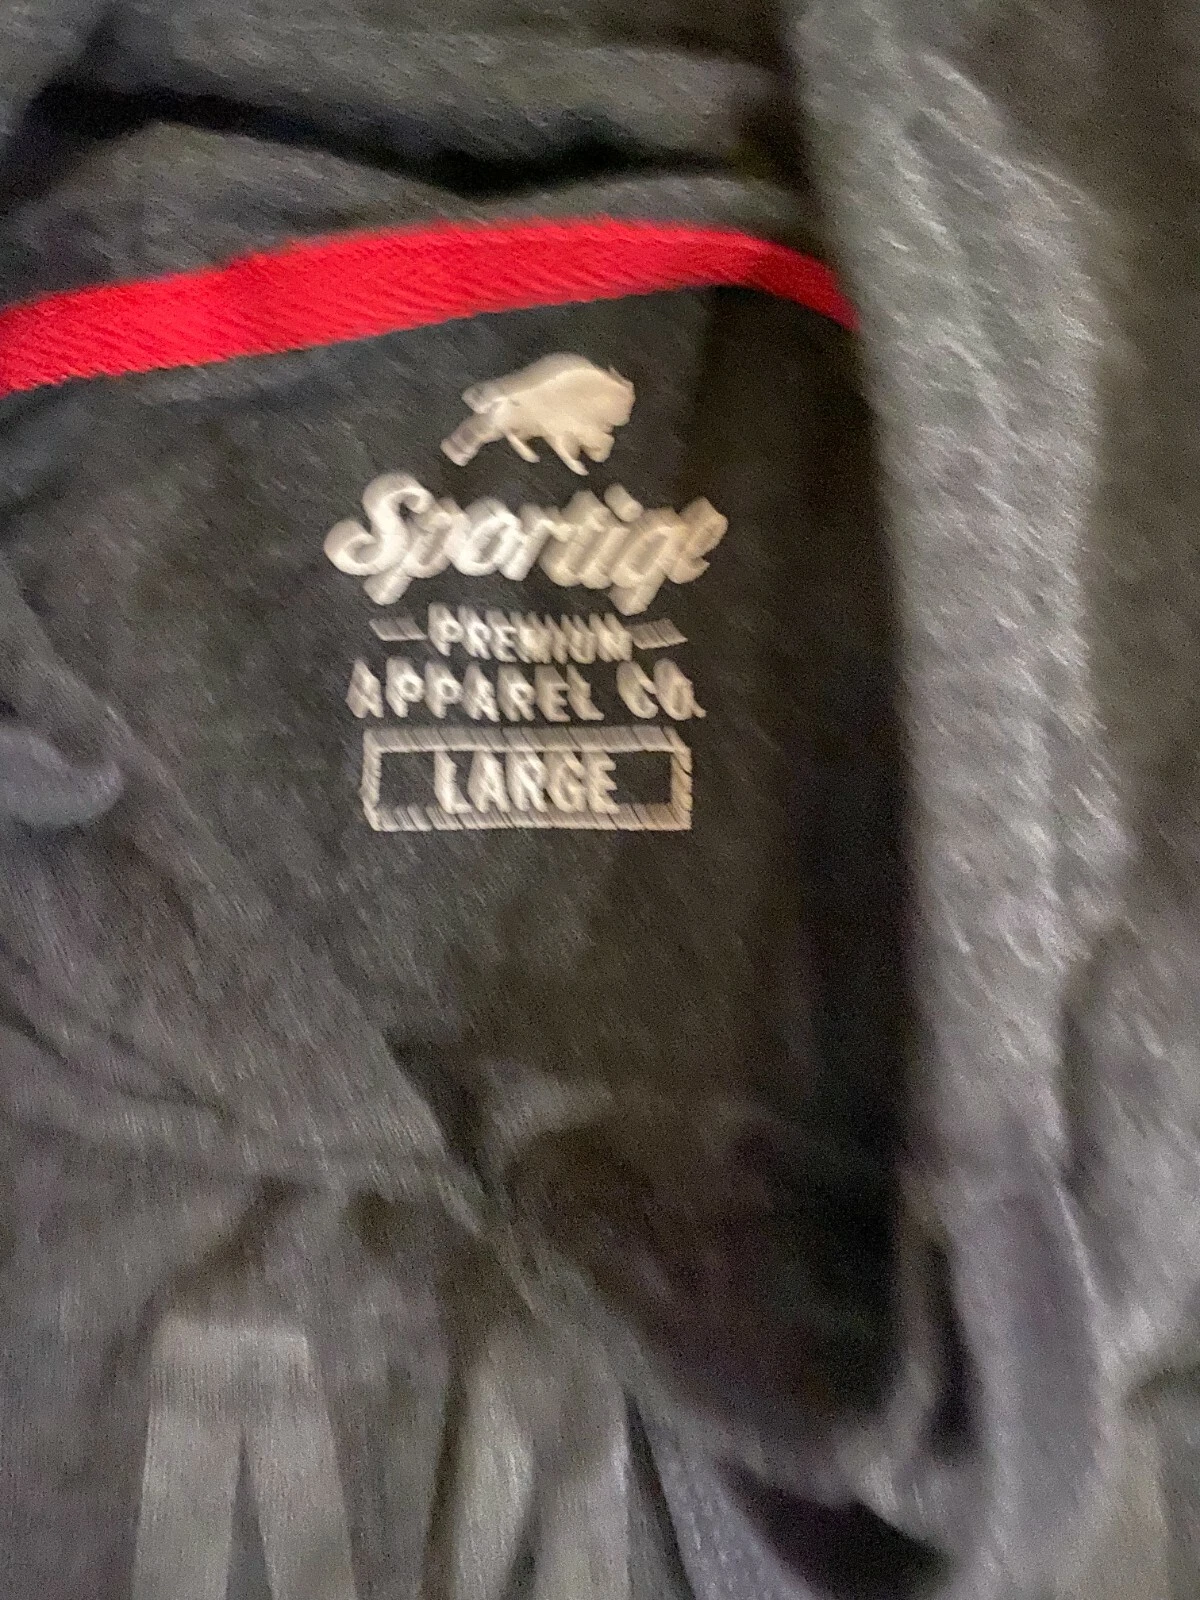 Sportiqe
PREMIUM
APPAREL CO.
LARGE